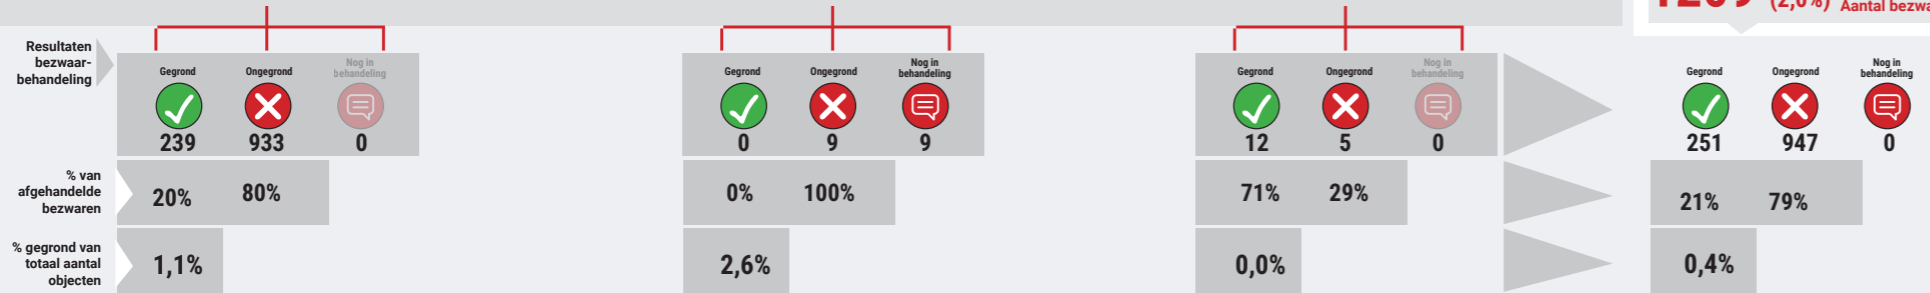 (2,0%) Aantal
Resultaten
bezwaar-
behandeling
Gegrond Ongegrond Nog in
behandeling
239 933 0
Gegrond Ongegrond Nog in
behandeling
0 9 9
Gegrond Ongegrond Nog in
behandeling
12 5 0
Gegrond Ongegrond Nog in
behandeling
251 947 0
% van
afgehandelde
bezwaren
20% 80%
0% 100%
71% 29%
21% 79%
% gegrond van
totaal aantal
objecten
1,1%
2,6%
0,0%
0,4%